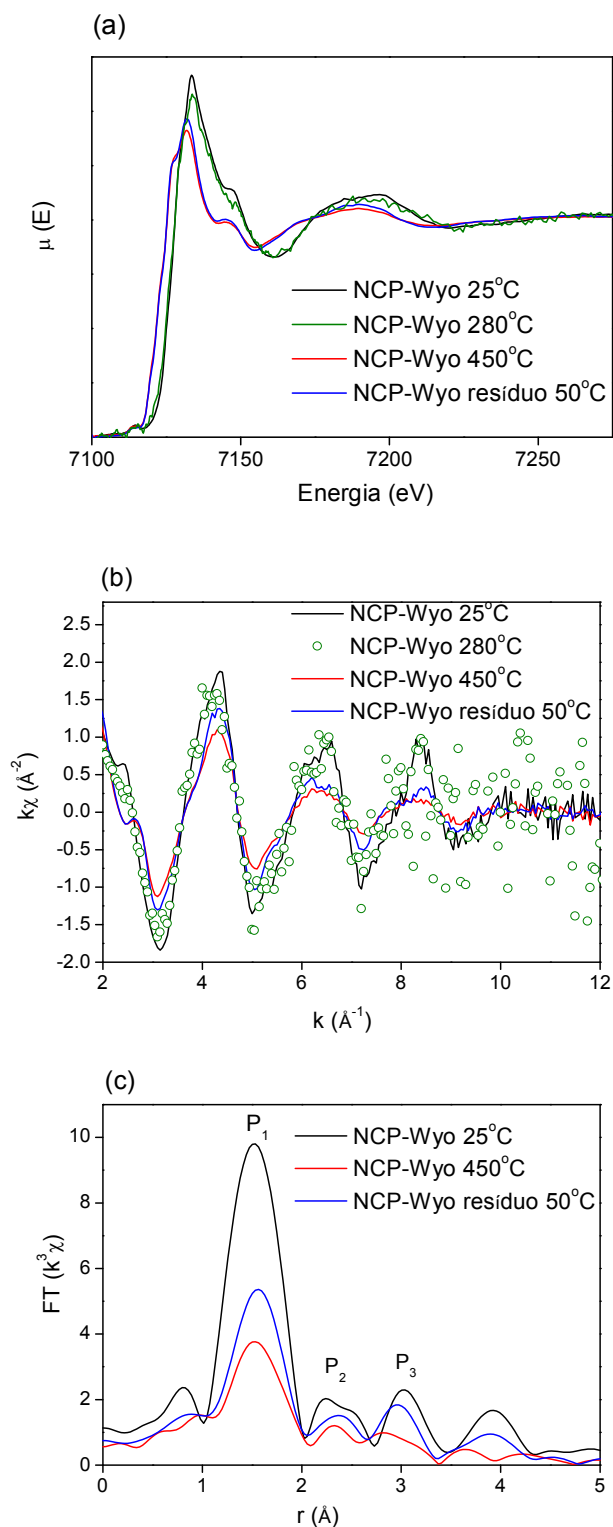 (a)
μ (E)
NCP-Wyo 25°C
NCP-Wyo 280°C
NCP-Wyo 450°C
NCP-Wyo resíduo 50°C
7100 7150 7200 7250
Energia (eV)
(b)
kχ (Å⁻²)
2.5
2.0
1.5
1.0
0.5
0.0
-0.5
-1.0
-1.5
-2.0
NCP-Wyo 25°C
NCP-Wyo 280°C
NCP-Wyo 450°C
NCP-Wyo resíduo 50°C
2 4 6 8 10 12
k (Å⁻¹)
(c)
FT (k³χ)
10
8
6
4
2
0
P₁
NCP-Wyo 25°C
NCP-Wyo 450°C
NCP-Wyo resíduo 50°C
P₂
P₃
0 1 2 3 4 5
r (Å)